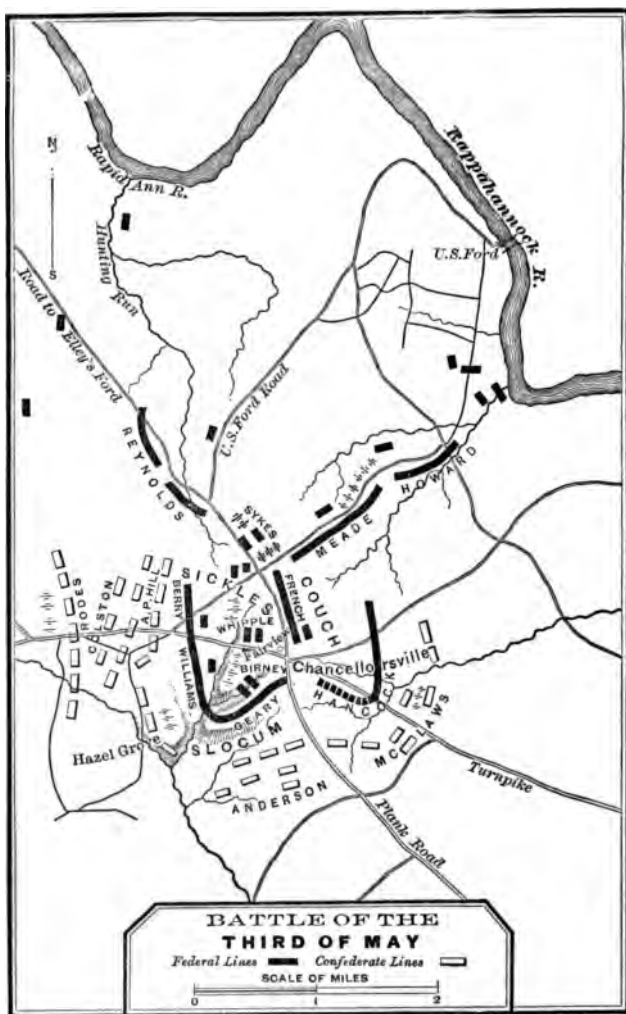 N
S
Rapid Ann R.
Rappahannock R.
Hunting Run
U.S. Ford
Road to Eliey's Ford
U.S. Ford Road
REYNOLDS
HOWARD
SYKES
MEADE
SICKLES
COUCH
FRENCH
RODES
COLSTON
A.P. HILL
BERRY
WHIPPLE
Fairview
WILLIAMS
BIRNEY
Chancellorsville
HANCOCK
GEARY
SLOCUM
MC LAWS
Hazel Grove
ANDERSON
Turnpike
Plank Road
BATTLE OF THE
THIRD OF MAY
Federal Lines Confederate Lines
SCALE OF MILES
0 1 2